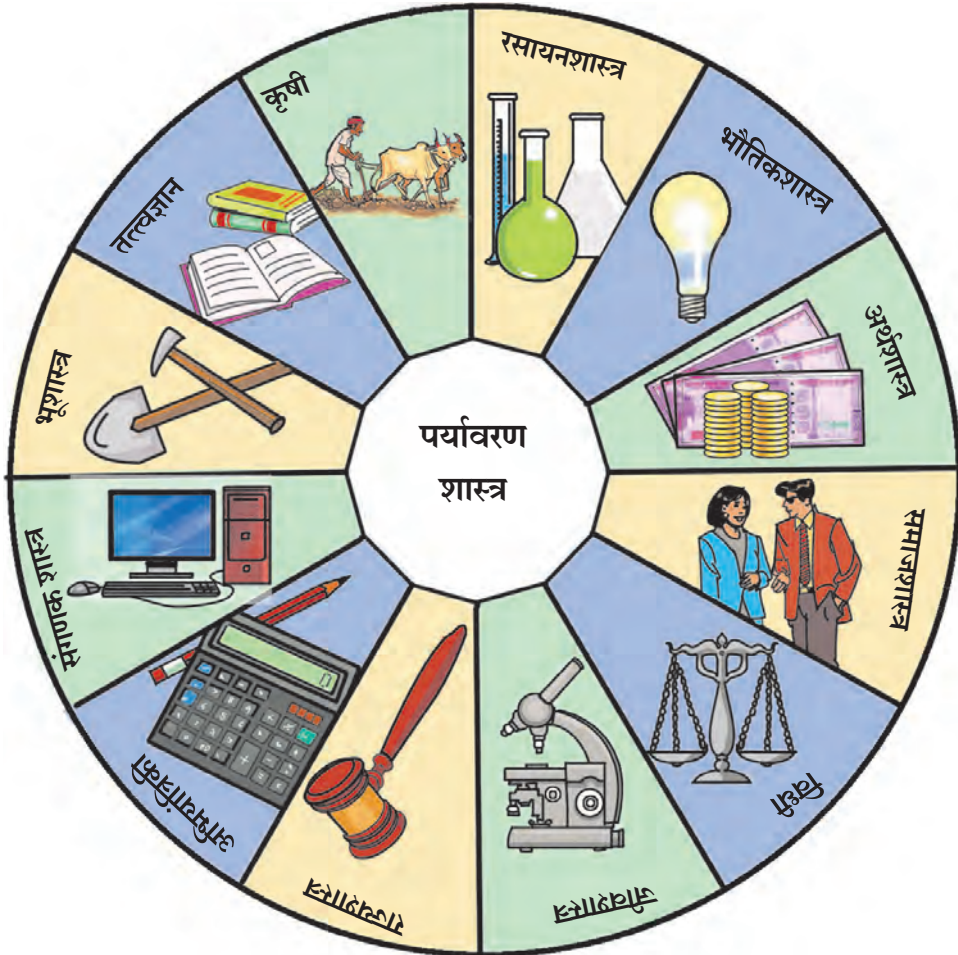 रसायनशास्त्र
भौतिकशास्त्र
अर्थशास्त्र
समाजशास्त्र
विधी
जीवशास्त्र
राज्यशास्त्र
अभियांत्रिकी
संगणक शास्त्र
भूशास्त्र
तत्त्वज्ञान
कृषी
पर्यावरण
शास्त्र